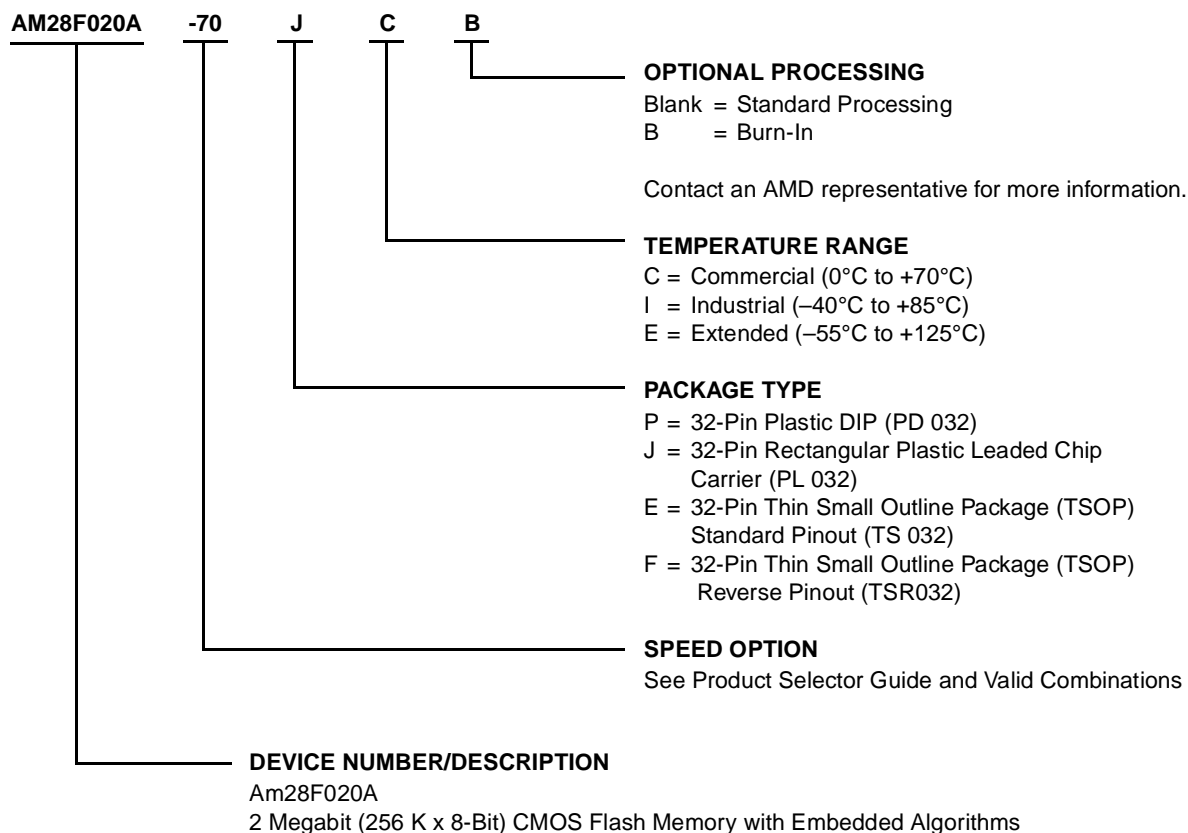 AM28F020A -70 J C B
OPTIONAL PROCESSING
Blank = Standard Processing
B = Burn-In
Contact an AMD representative for more information.
TEMPERATURE RANGE
C = Commercial (0°C to +70°C)
I = Industrial (–40°C to +85°C)
E = Extended (–55°C to +125°C)
PACKAGE TYPE
P = 32-Pin Plastic DIP (PD 032)
J = 32-Pin Rectangular Plastic Leaded Chip
Carrier (PL 032)
E = 32-Pin Thin Small Outline Package (TSOP)
Standard Pinout (TS 032)
F = 32-Pin Thin Small Outline Package (TSOP)
Reverse Pinout (TSR032)
SPEED OPTION
See Product Selector Guide and Valid Combinations
DEVICE NUMBER/DESCRIPTION
Am28F020A
2 Megabit (256 K x 8-Bit) CMOS Flash Memory with Embedded Algorithms